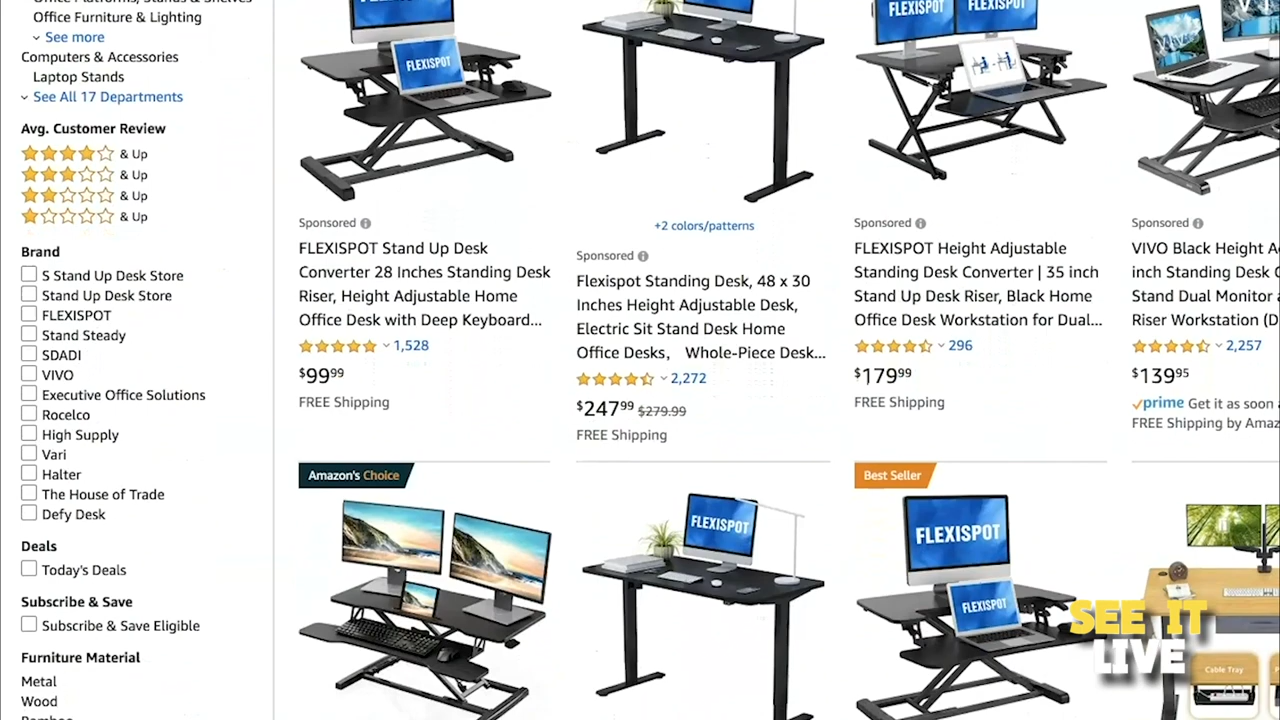 Office Furniture & Lighting
See more
Computers & Accessories
Laptop Stands
See All 17 Departments
Avg. Customer Review
& Up
& Up
& Up
& Up
Brand
S Stand Up Desk Store
Stand Up Desk Store
FLEXISPOT
Stand Steady
SDADI
VIVO
Executive Office Solutions
Rocelco
High Supply
Vari
Halter
The House of Trade
Defy Desk
Deals
Today's Deals
Subscribe & Save
Subscribe & Save Eligible
Furniture Material
Metal
Wood
FLEXISPOT
Sponsored
FLEXISPOT Stand Up Desk
Converter 28 Inches Standing Desk
Riser, Height Adjustable Home
Office Desk with Deep Keyboard...
1,528
$99.99
FREE Shipping
+2 colors/patterns
Sponsored
Flexispot Standing Desk, 48 x 30
Inches Height Adjustable Desk,
Electric Sit Stand Desk Home
Office Desks, Whole-Piece Desk...
2,272
$247.99 $279.99
FREE Shipping
FLEXISPOT
FLEXISPOT
Sponsored
FLEXISPOT Height Adjustable
Standing Desk Converter | 35 inch
Stand Up Desk Riser, Black Home
Office Desk Workstation for Dual...
296
$179.99
FREE Shipping
Sponsored
VIVO Black Height A
inch Standing Desk
Stand Dual Monitor
Riser Workstation (D
2,257
$139.95
prime Get it as soon
FREE Shipping by Amaz
Amazon's Choice
FLEXISPOT
Best Seller
FLEXISPOT
FLEXISPOT
Cable Tray
SEE IT
LIVE